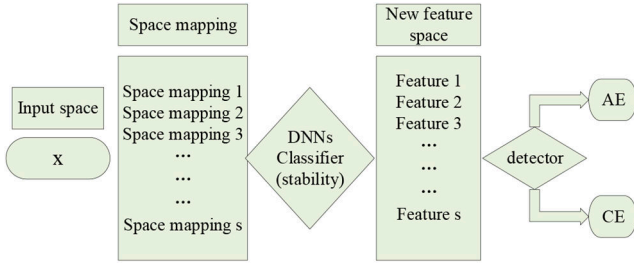 Space mapping
New feature
space
Input space
x
Space mapping 1
Space mapping 2
Space mapping 3
...
...
...
Space mapping s
DNNs
Classifier
(stability)
Feature 1
Feature 2
Feature 3
...
...
...
Feature s
detector
AE
CE